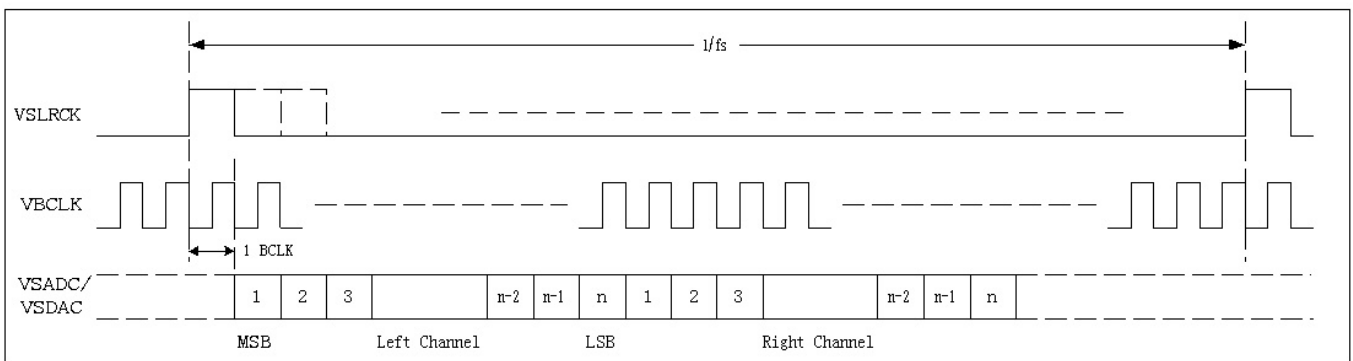 1/fs
VSLRCK
VBCLK
1 BCLK
VSADC/
VSDAC
1 2 3 n-2 n-1 n 1 2 3 n-2 n-1 n
MSB Left Channel LSB Right Channel